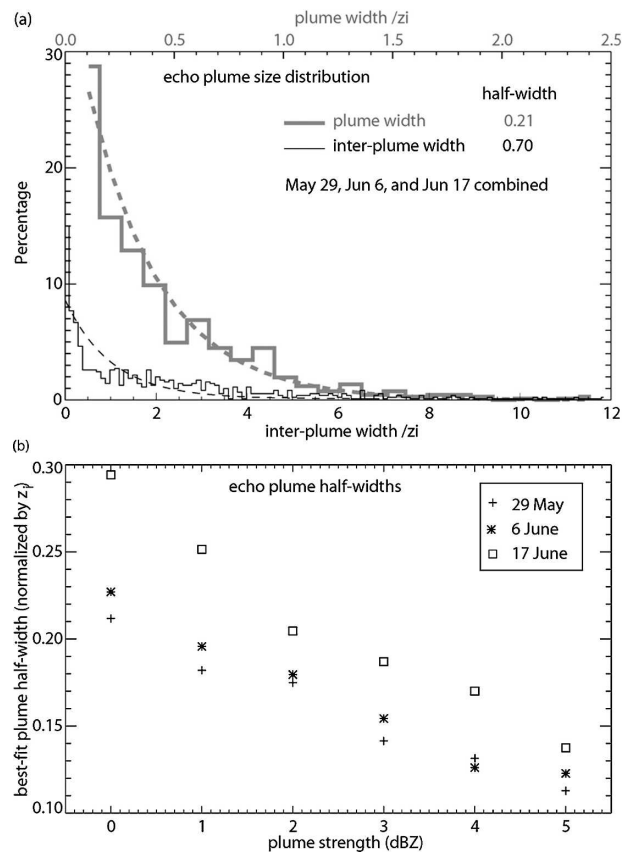 (a)
plume width /zi
0.0 0.5 1.0 1.5 2.0 2.5
30
echo plume size distribution
half-width
plume width 0.21
inter-plume width 0.70
May 29, Jun 6, and Jun 17 combined
20
Percentage
10
0
0 2 4 6 8 10 12
inter-plume width /zi
(b)
0.30
echo plume half-widths
29 May
6 June
17 June
0.25
0.20
best-fit plume half-width (normalized by zi)
0.15
0.10
0 1 2 3 4 5
plume strength (dBZ)